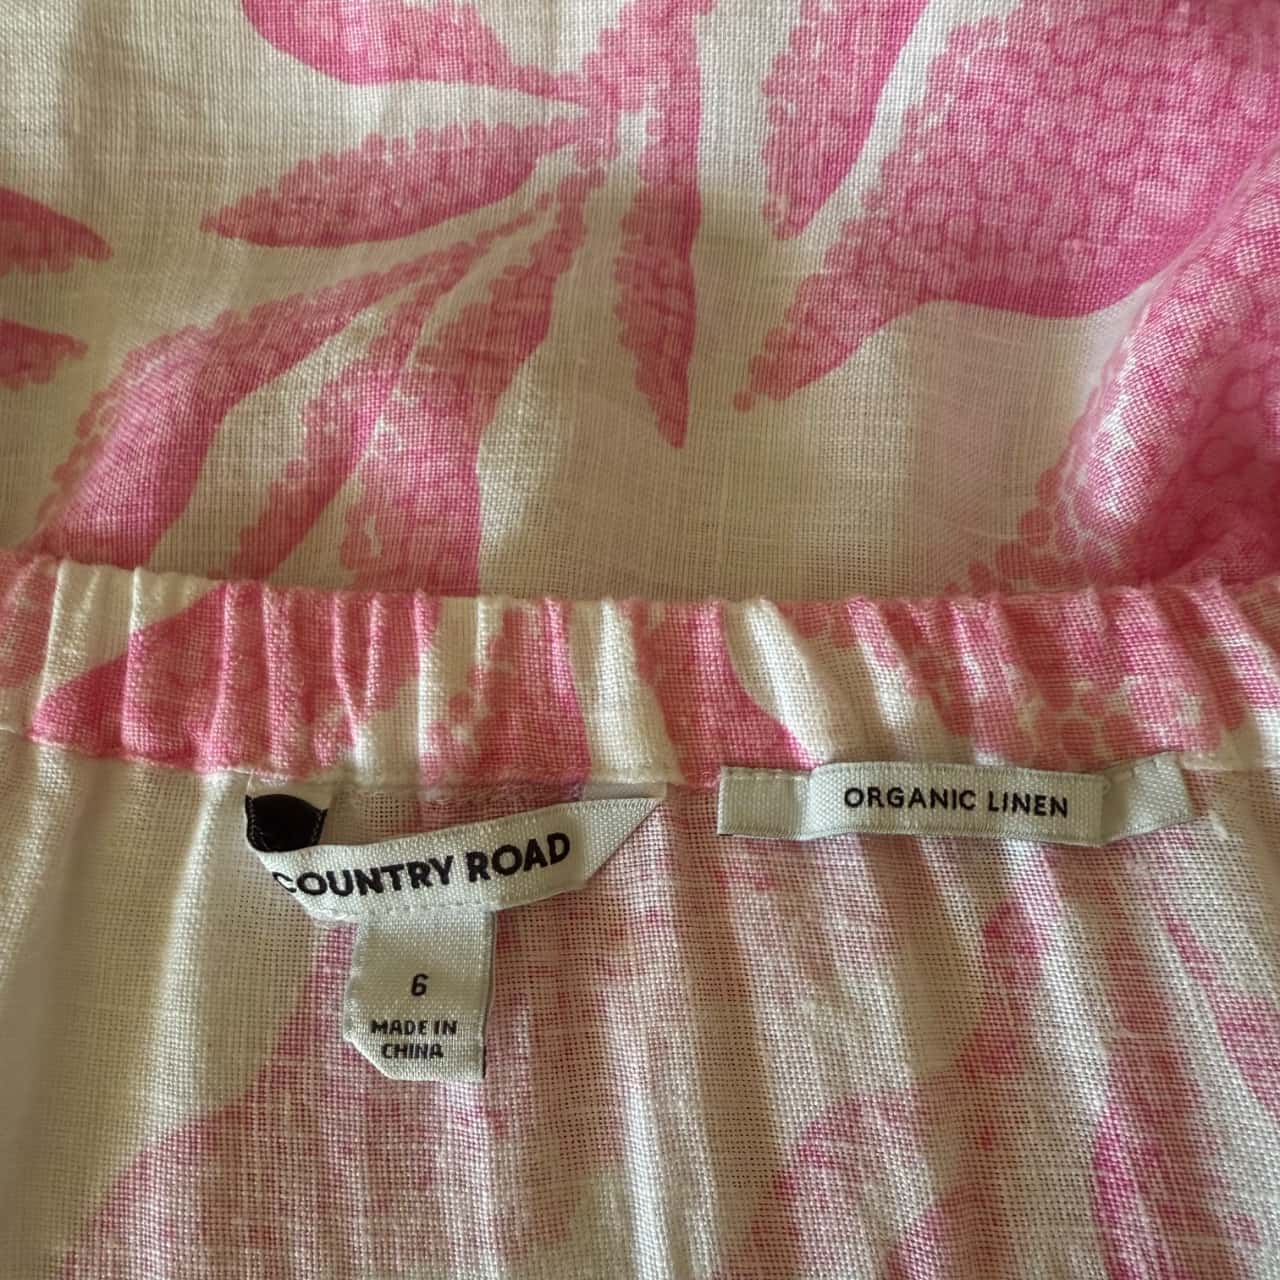 COUNTRY ROAD
ORGANIC LINEN
6
MADE IN
CHINA